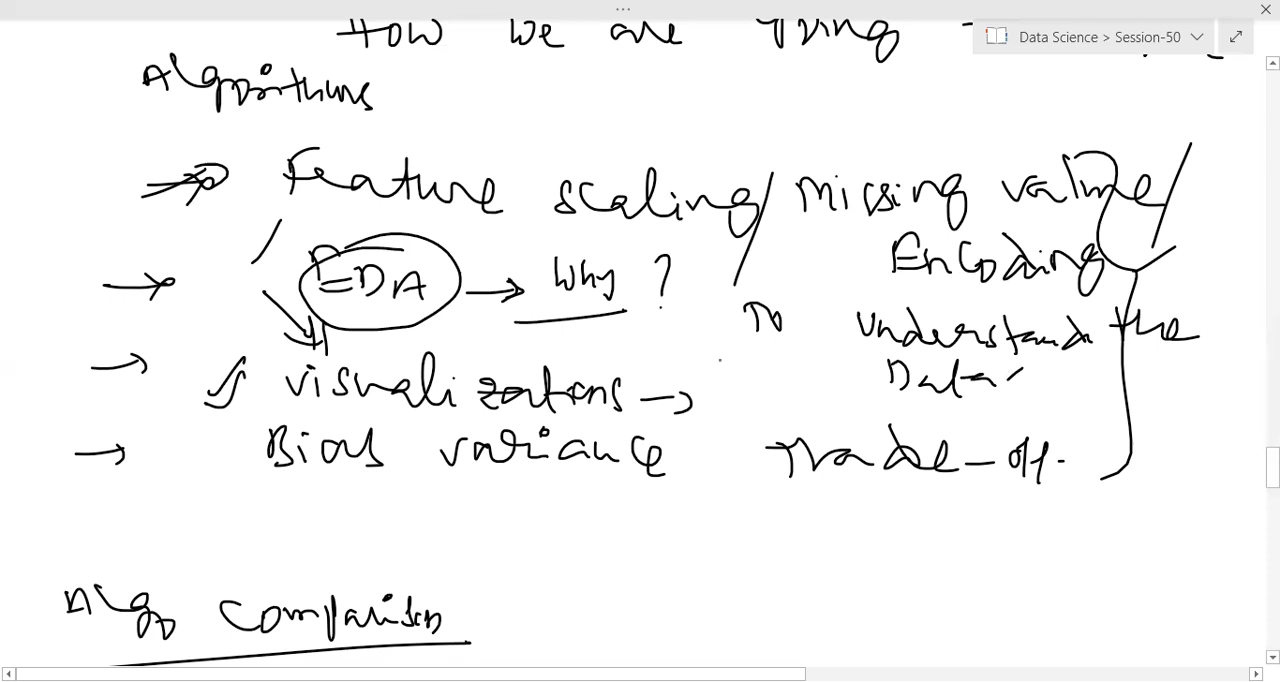 Data Science > Session-50
How we are
Algorithms
Feature scaling / missing value /
Encoding
EDA → Why ?
To understand the
Data
visualizations →
Bias variance Trade-off.
Algo comparison